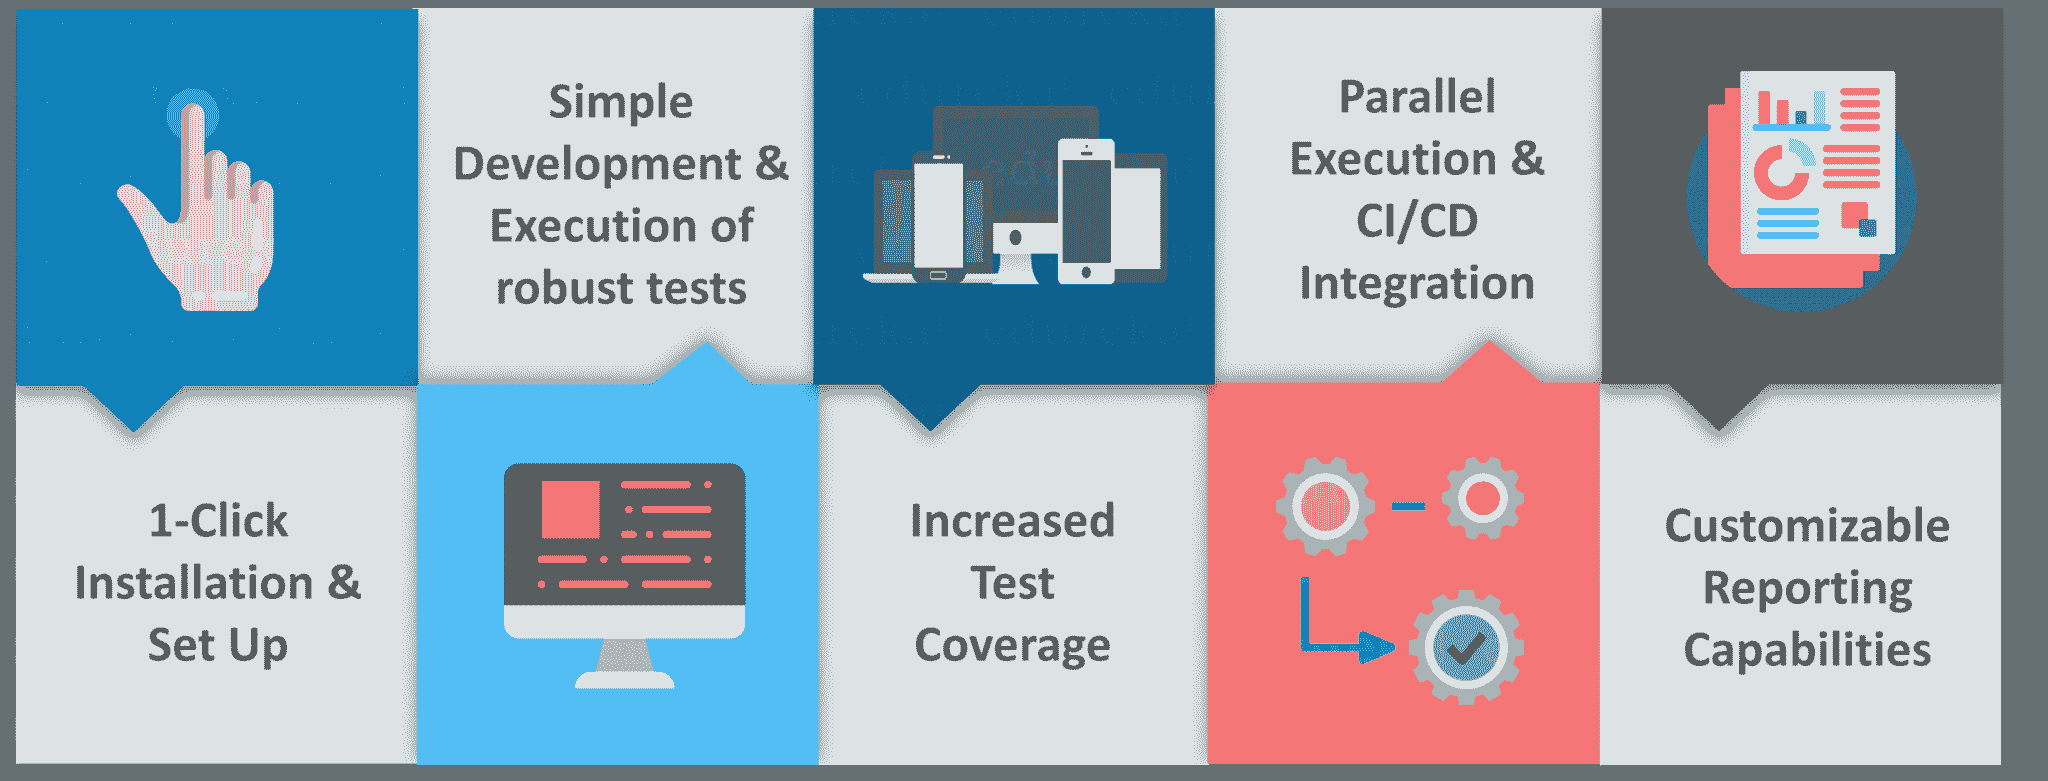 1-Click
Installation &
Set Up
Simple
Development &
Execution of
robust tests
Increased
Test
Coverage
Parallel
Execution &
CI/CD
Integration
Customizable
Reporting
Capabilities